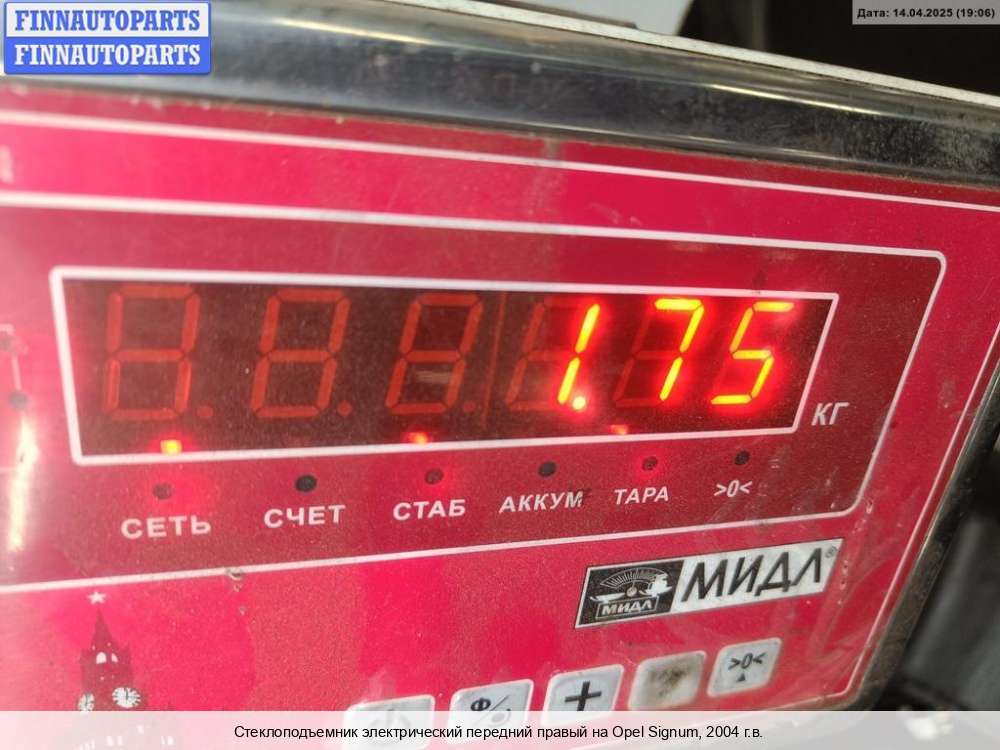 FINNAUTOPARTS
FINNAUTOPARTS
Дата: 14.04.2025 (19:06)
1.75
КГ
СЕТЬ СЧЕТ СТАБ АККУМ ТАРА >0<
МИДЛ МИДЛ®
Ф/ + >0<
Стеклоподъемник электрический передний правый на Opel Signum, 2004 г.в.